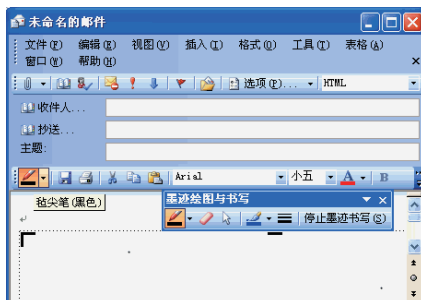 未命名的邮件
文件(F) 编辑(E) 视图(V) 插入(I) 格式(O) 工具(T) 表格(A)
窗口(W) 帮助(H)
选项(P)... HTML
收件人...
抄送...
主题:
Arial 小五 A B
毡尖笔(黑色)
墨迹绘图与书写
停止墨迹书写(S)